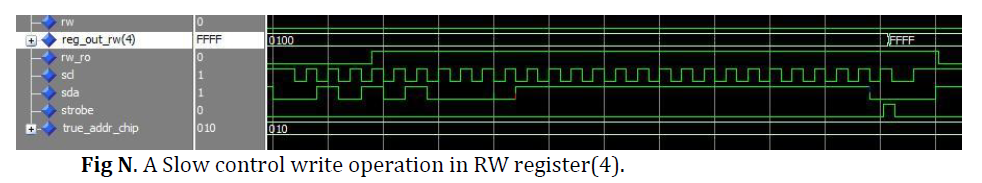 rw 0
reg_out_rw(4) FFFF 0100 FFFF
rw_ro 0
scl 1
sda 1
strobe 0
true_addr_chip 010 010
Fig N. A Slow control write operation in RW register(4).